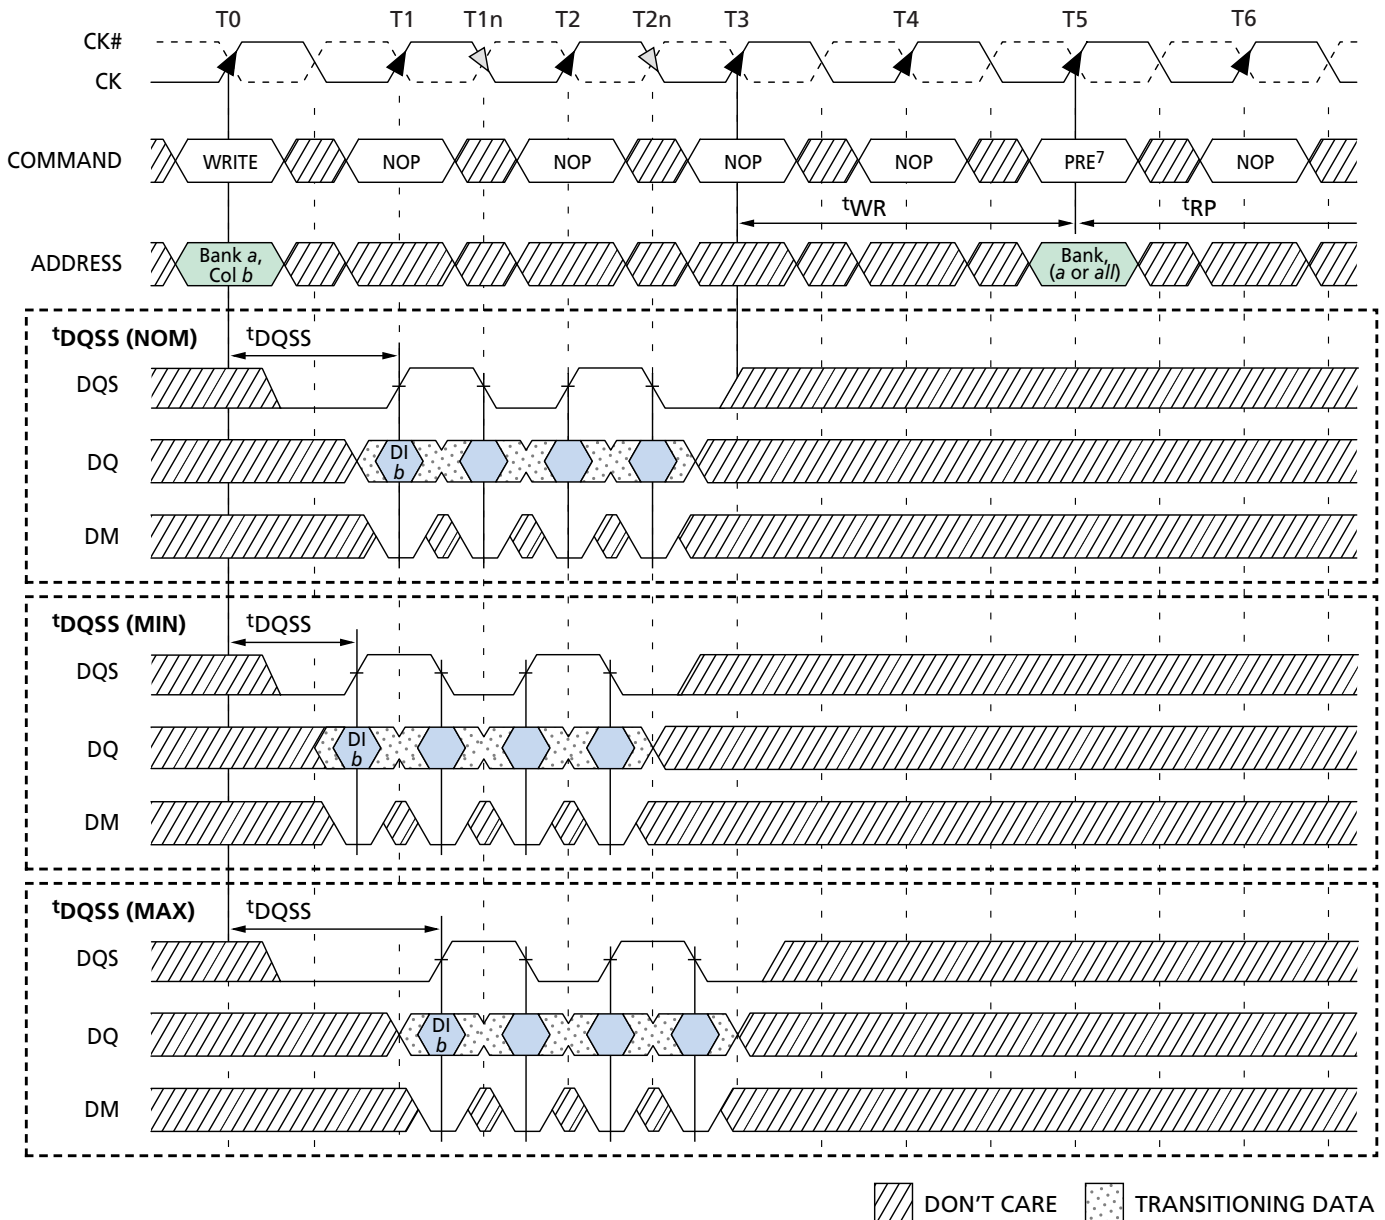 T0 T1 T1n T2 T2n T3 T4 T5 T6
CK#
CK
COMMAND WRITE NOP NOP NOP NOP PRE7 NOP
tWR tRP
ADDRESS Bank a, Col b Bank, (a or all)
tDQSS (NOM) tDQSS
DQS
DQ DI b
DM
tDQSS (MIN) tDQSS
DQS
DQ DI b
DM
tDQSS (MAX) tDQSS
DQS
DQ DI b
DM
DON'T CARE TRANSITIONING DATA